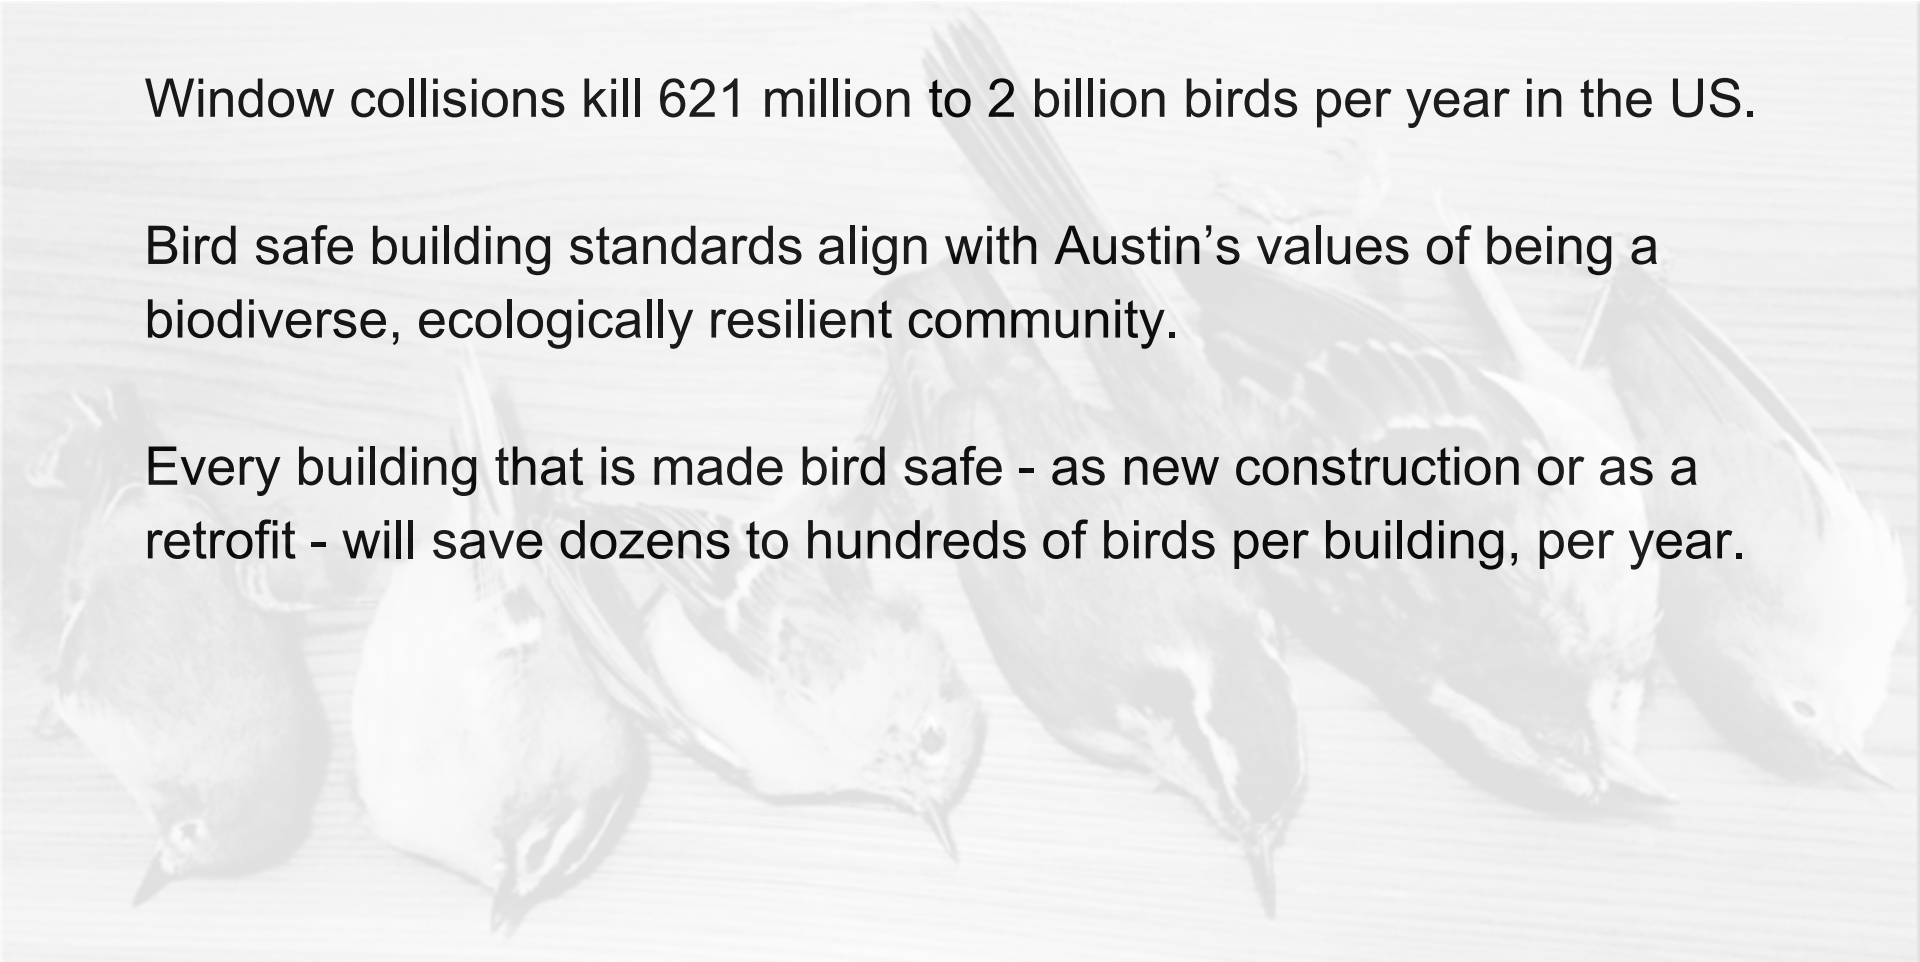 Window collisions kill 621 million to 2 billion birds per year in the US.
Bird safe building standards align with Austin’s values of being a
biodiverse, ecologically resilient community.
Every building that is made bird safe - as new construction or as a
retrofit - will save dozens to hundreds of birds per building, per year.